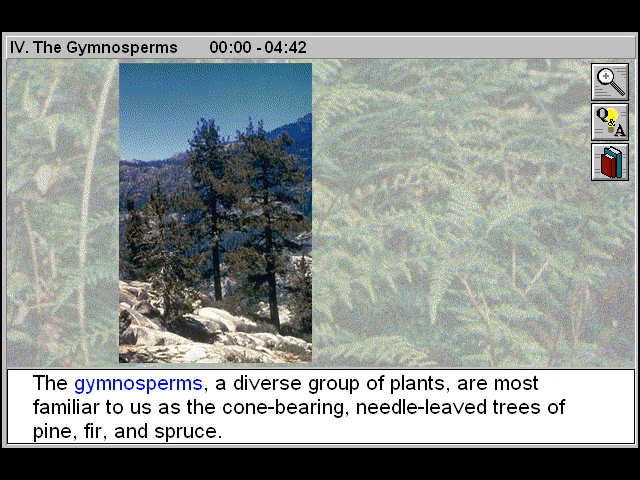 IV. The Gymnosperms 00:00 - 04:42
Q&A
The gymnosperms, a diverse group of plants, are most
familiar to us as the cone-bearing, needle-leaved trees of
pine, fir, and spruce.